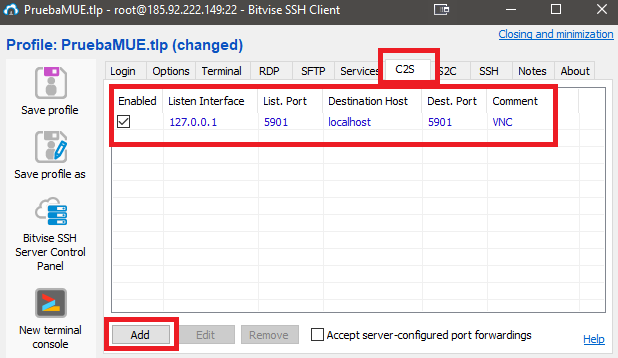 PruebaMUE.tlp - root@185.92.222.149:22 - Bitvise SSH Client
Profile: PruebaMUE.tlp (changed)
Closing and minimization
Login Options Terminal RDP SFTP Services C2S S2C SSH Notes About
Save profile
Save profile as
Bitvise SSH
Server Control
Panel
New terminal
console
Enabled Listen Interface List. Port Destination Host Dest. Port Comment
127.0.0.1 5901 localhost 5901 VNC
Add Edit Remove Accept server-configured port forwardings Help